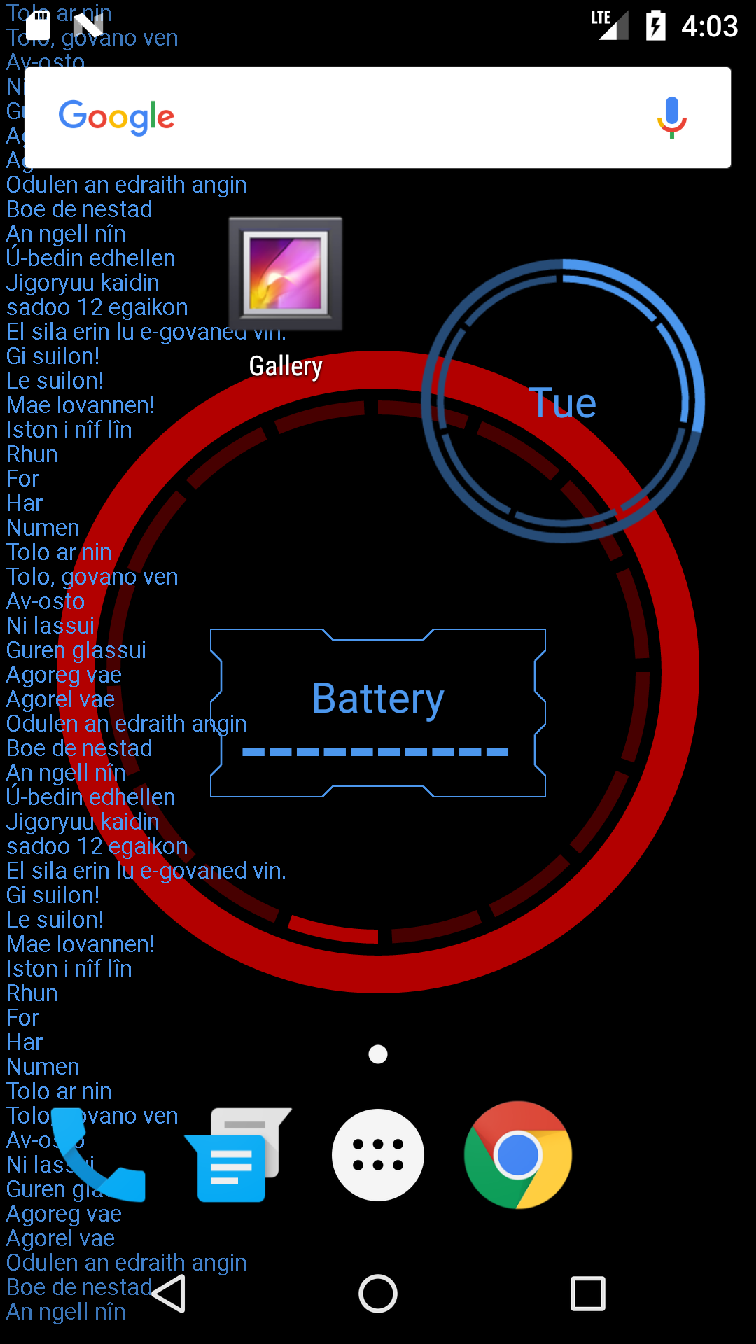 Tolo ar nin
Tolo, govano ven
LTE
4:03
Av-osto
Ni
Google
Odulen an edraith angin
Boe de nestad
An ngell nîn
Ú-bedin edhellen
Jigoryuu kaidin
sadoo 12 egaikon
El sila erin lu e-govaned vin.
Gallery
Gi suilon!
Le suilon!
Mae lovannen!
Tue
Iston i nîf lîn
Rhun
For
Har
Numen
Tolo ar nin
Tolo, govano ven
Av-osto
Ni lassui
Guren glassui
Agoreg vae
Agorel vae
Battery
Odulen an edraith angin
Boe de nestad
An ngell nîn
Ú-bedin edhellen
Jigoryuu kaidin
sadoo 12 egaikon
El sila erin lu e-govaned vin.
Gi suilon!
Le suilon!
Mae lovannen!
Iston i nîf lîn
Rhun
For
Har
Numen
Tolo ar nin
Tolo, govano ven
Av-osto
Ni lassui
Guren glassui
Agoreg vae
Agorel vae
Odulen an edraith angin
Boe de nestad
An ngell nîn